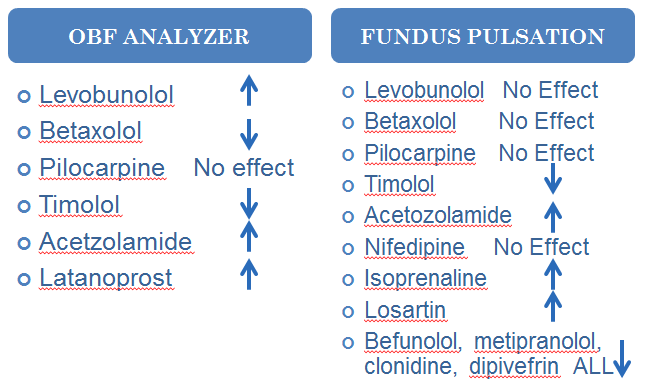 OBF ANALYZER
Levobunolol
Betaxolol
Pilocarpine No effect
Timolol
Acetzolamide
Latanoprost
FUNDUS PULSATION
Levobunolol No Effect
Betaxolol No Effect
Pilocarpine No Effect
Timolol
Acetozolamide
Nifedipine No Effect
Isoprenaline
Losartin
Befunolol, metipranolol,
clonidine, dipivefrin ALL